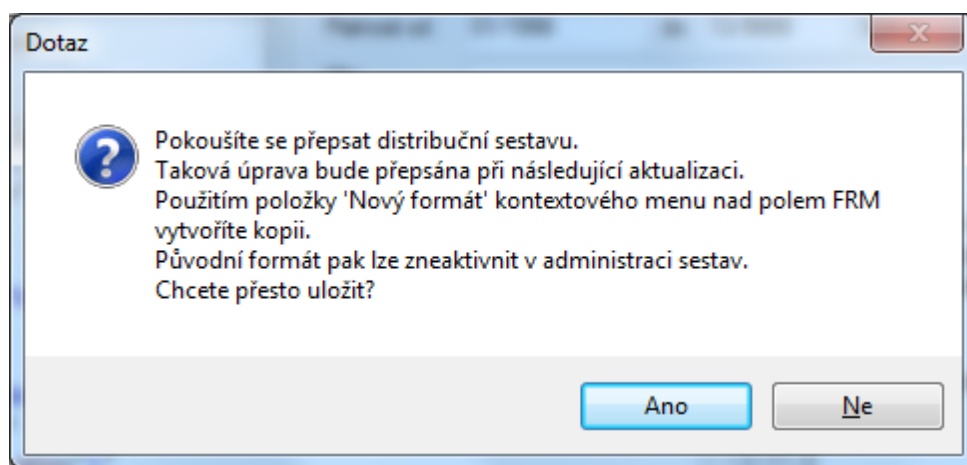 Dotaz
Pokoušíte se přepsat distribuční sestavu.
Taková úprava bude přepsána při následující aktualizaci.
Použitím položky 'Nový formát' kontextového menu nad polem FRM
vytvoříte kopii.
Původní formát pak lze zneaktivnit v administraci sestav.
Chcete přesto uložit?
Ano
Ne